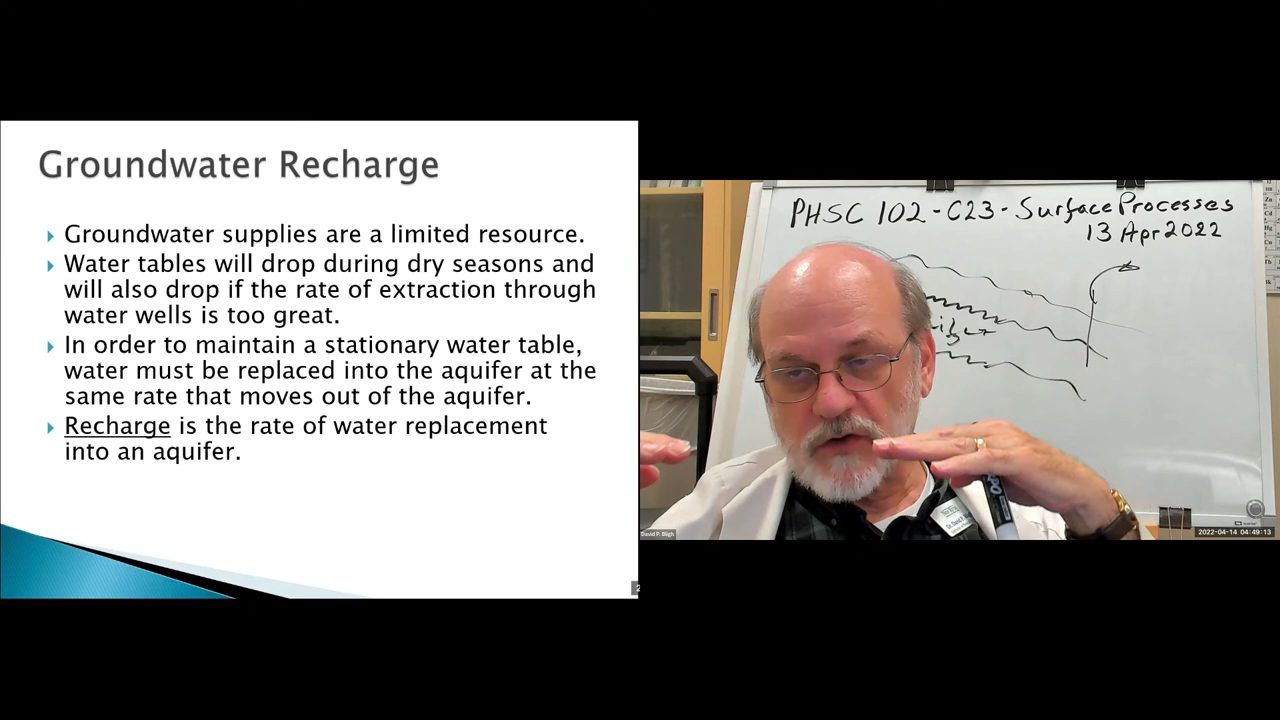 Groundwater Recharge
Groundwater supplies are a limited resource.
Water tables will drop during dry seasons and
will also drop if the rate of extraction through
water wells is too great.
In order to maintain a stationary water table,
water must be replaced into the aquifer at the
same rate that moves out of the aquifer.
Recharge is the rate of water replacement
into an aquifer.
2
PHSC 102 - C23 - Surface Processes
13 Apr 2022
David P. Bligh
2022-04-14 04:49:13